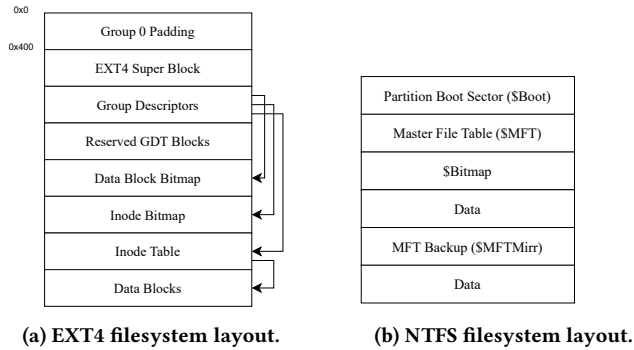 0x0
Group 0 Padding
0x400
EXT4 Super Block
Group Descriptors
Reserved GDT Blocks
Data Block Bitmap
Inode Bitmap
Inode Table
Data Blocks
(a) EXT4 filesystem layout.
Partition Boot Sector ($Boot)
Master File Table ($MFT)
$Bitmap
Data
MFT Backup ($MFTMirr)
Data
(b) NTFS filesystem layout.